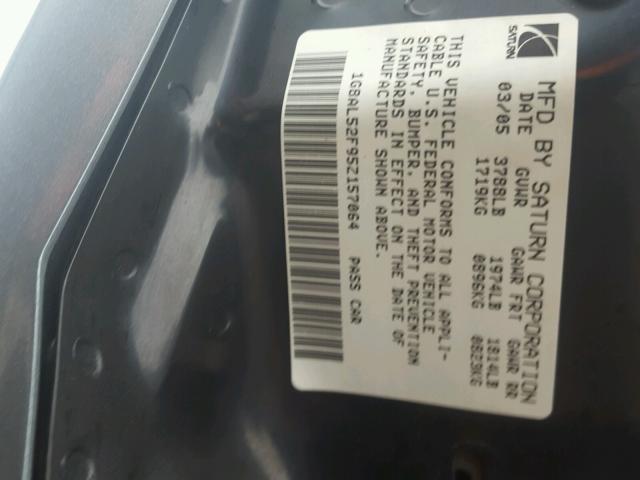 SATURN
MFD BY SATURN CORPORATION
DATE GVWR GAWR FRT GAWR RR
03/05 3788LB 1974LB 1814LB
1719KG 0896KG 0823KG
THIS VEHICLE CONFORMS TO ALL APPLI-
CABLE U.S. FEDERAL MOTOR VEHICLE
SAFETY, BUMPER, AND THEFT PREVENTION
STANDARDS IN EFFECT ON THE DATE OF
MANUFACTURE SHOWN ABOVE.
1G8AL52F95Z157064 PASS CAR